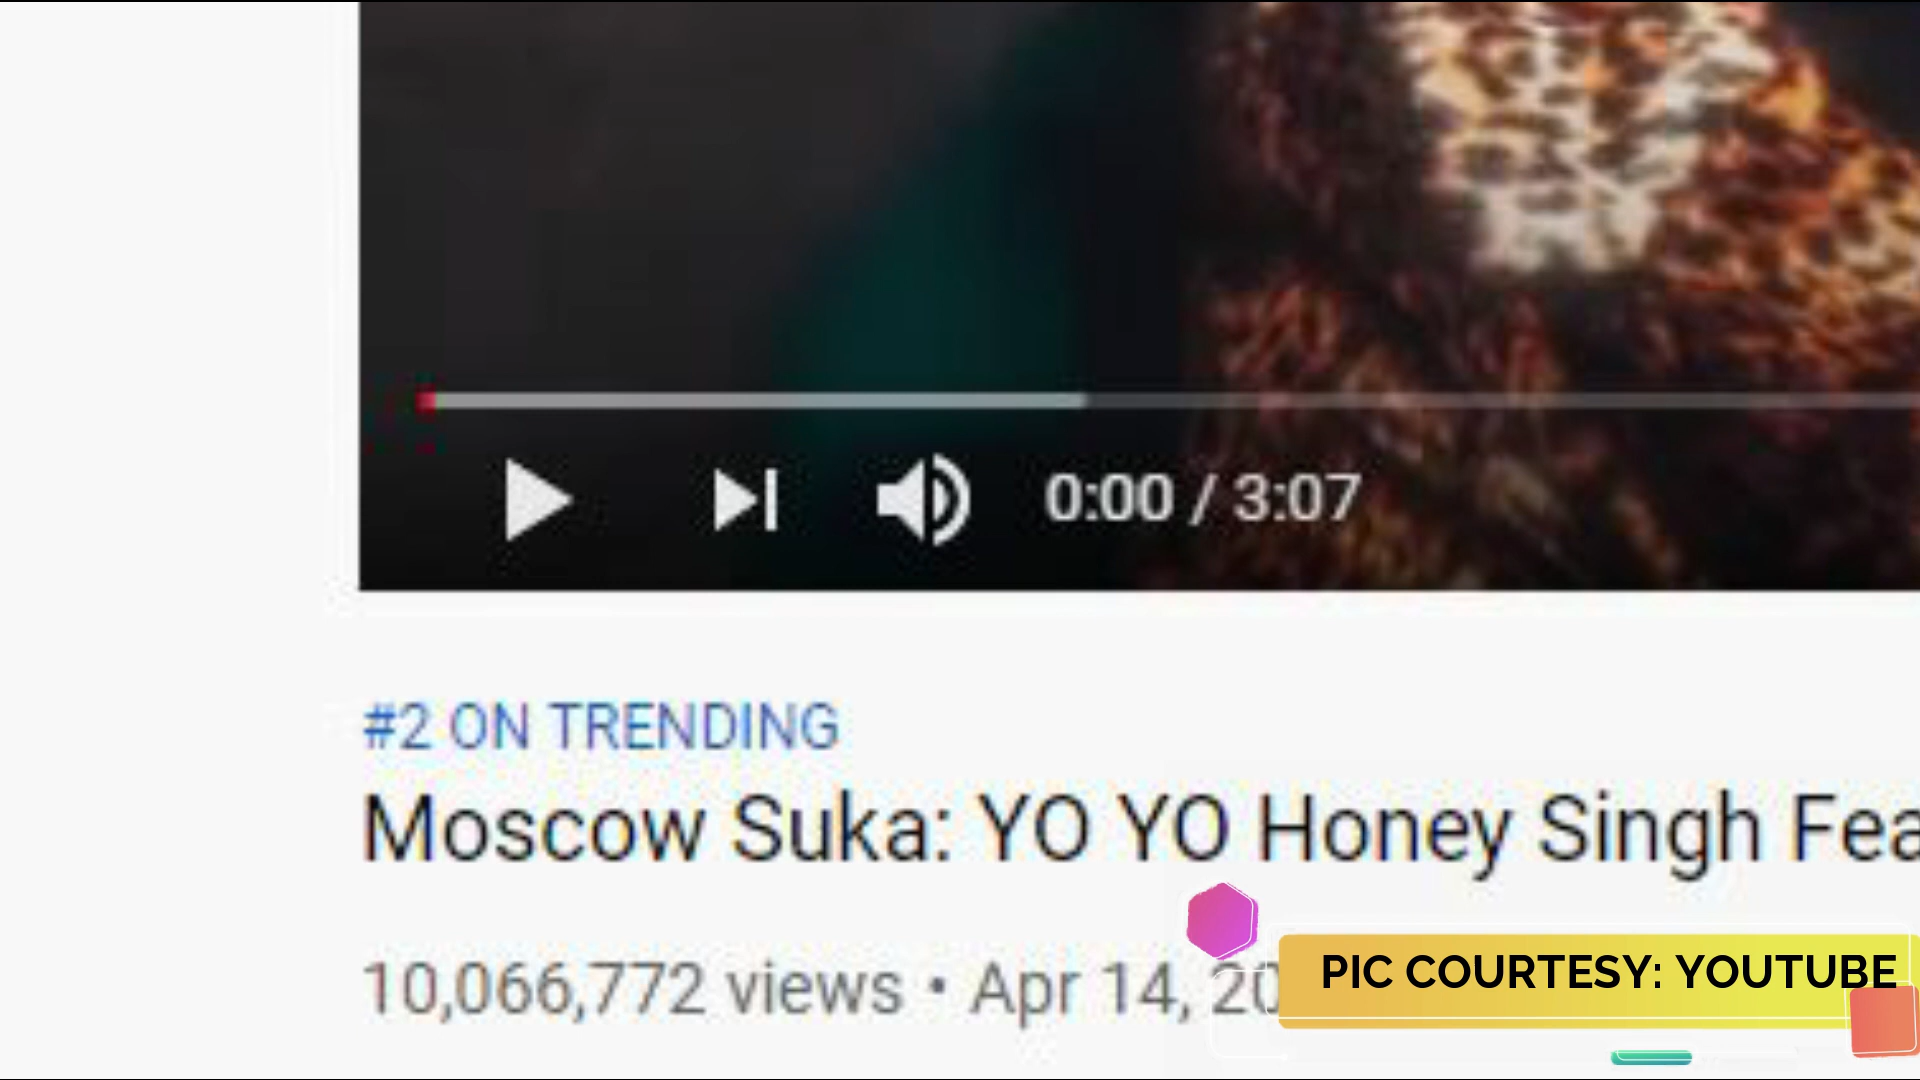 0:00 / 3:07
#2 ON TRENDING
Moscow Suka: YO YO Honey Singh Fea
10,066,772 views • Apr 14, 20
PIC COURTESY: YOUTUBE